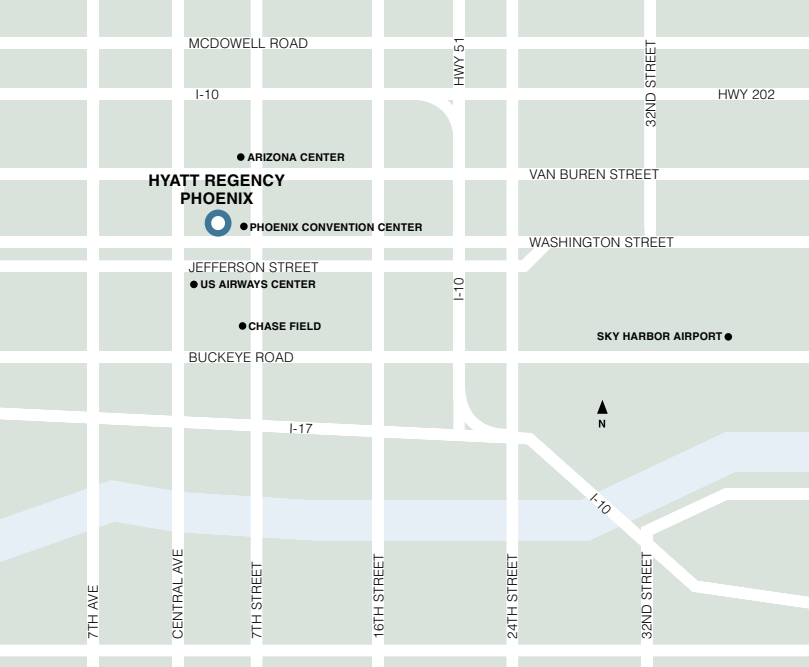 MCDOWELL ROAD
HWY 51
32ND STREET
I-10
HWY 202
ARIZONA CENTER
VAN BUREN STREET
HYATT REGENCY
PHOENIX
PHOENIX CONVENTION CENTER
WASHINGTON STREET
JEFFERSON STREET
US AIRWAYS CENTER
I-10
CHASE FIELD
SKY HARBOR AIRPORT
BUCKEYE ROAD
N
I-17
I-10
7TH AVE
CENTRAL AVE
7TH STREET
16TH STREET
24TH STREET
32ND STREET